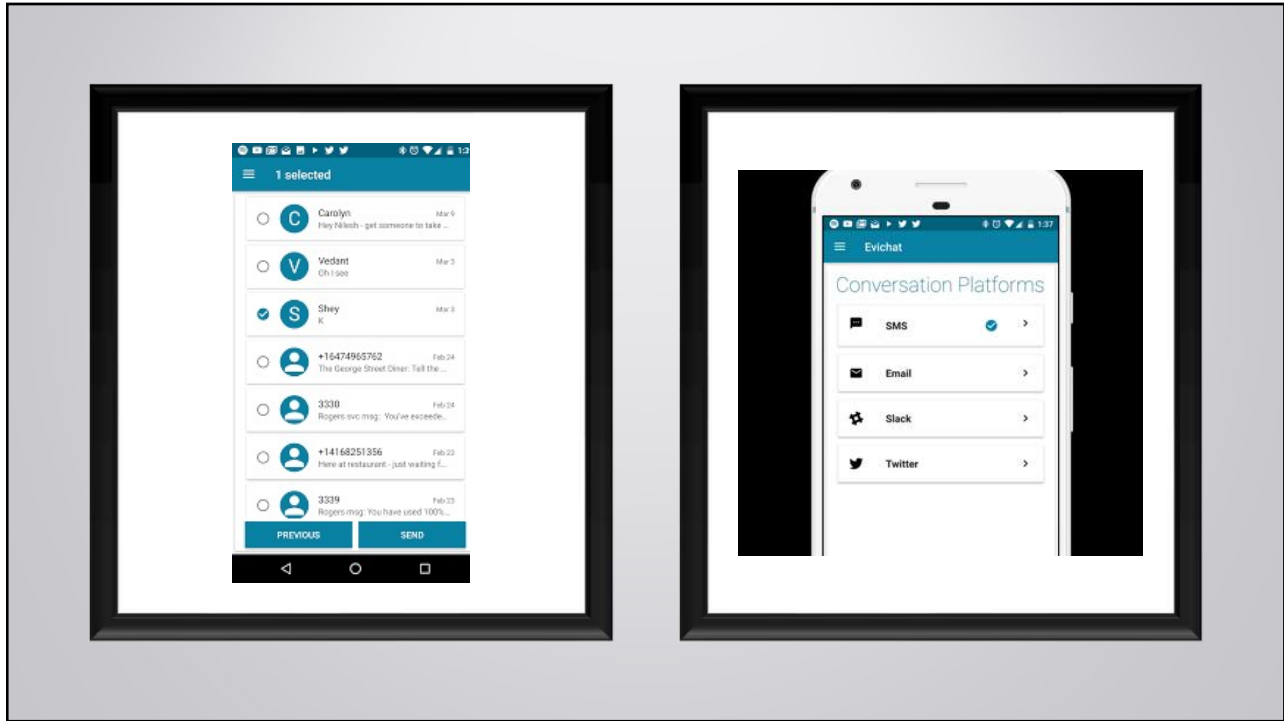 1:3
1 selected
C
Carolyn Mar 9
Hey Nilesh - get someone to take ...
V
Vedant Mar 3
Oh I see
S
Shey Mar 3
K
+16474965762 Feb 24
The George Street Diner: Tell the ...
3330 Feb 24
Rogers svc msg: You've exceede...
+14168251356 Feb 23
Here at restaurant - just waiting f...
3339 Feb 23
Rogers msg: You have used 100%...
PREVIOUS SEND
1:37
Evichat
Conversation Platforms
SMS
Email
Slack
Twitter